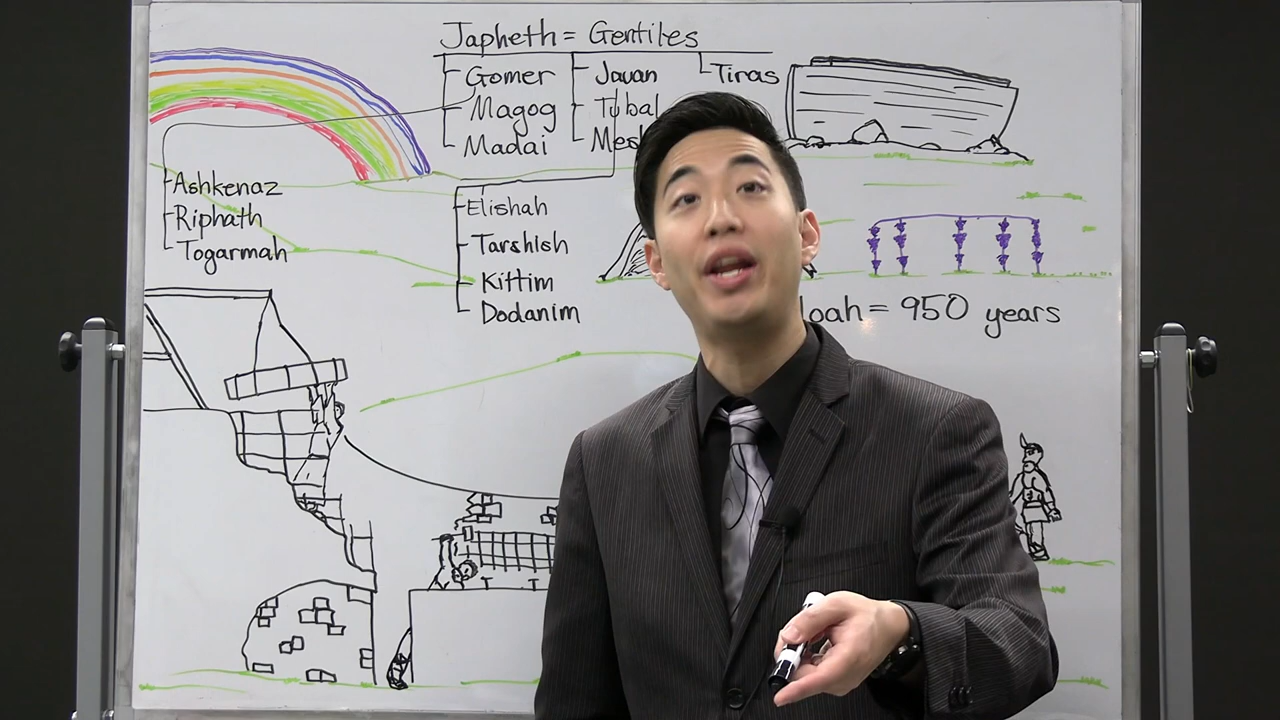 Japheth = Gentiles
Gomer Javan Tiras
Magog Tubal
Madai
Ashkenaz Elishah
Riphath Tarshish
Togarmah Kittim
Dodanim
= 950 years